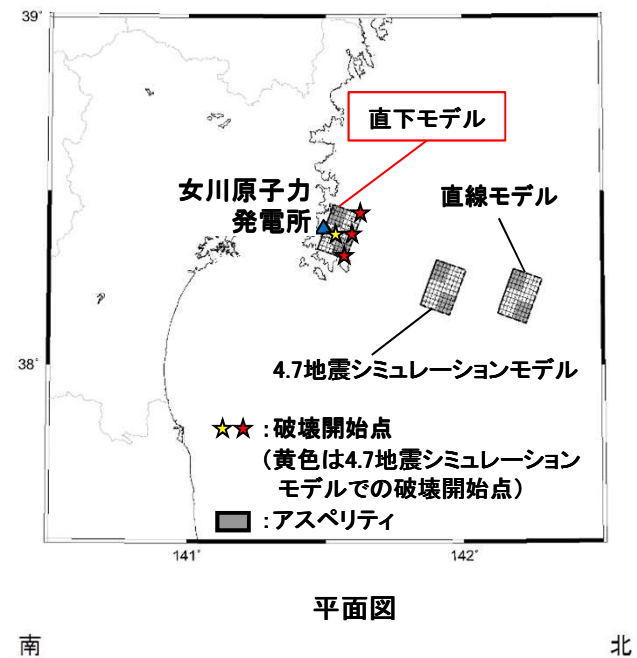 39°
直下モデル
女川原子力
発電所
直線モデル
38°
4.7地震シミュレーションモデル
:破壊開始点
(黄色は4.7地震シミュレーション
モデルでの破壊開始点)
:アスペリティ
141°
142°
平面図
南
北